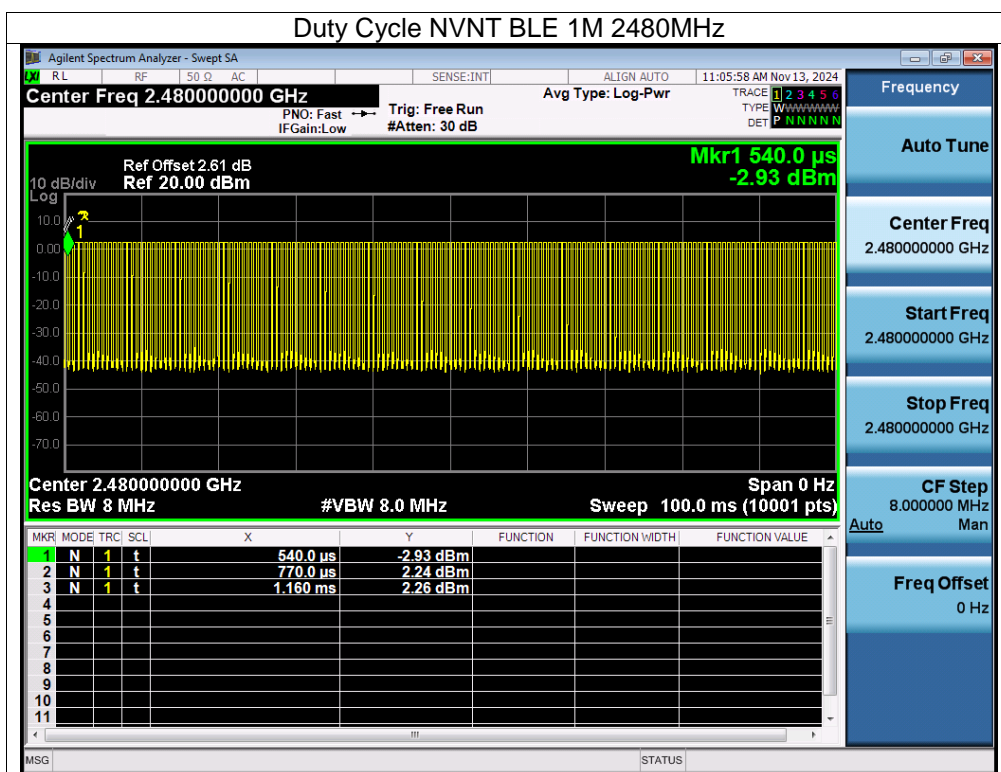 Duty Cycle NVNT BLE 1M 2480MHz
Agilent Spectrum Analyzer - Swept SA
LXI RL RF 50 Ω AC SENSE:INT ALIGN AUTO 11:05:58 AM Nov 13, 2024
Center Freq 2.480000000 GHz Avg Type: Log-Pwr TRACE 1 2 3 4 5 6
PNO: Fast Trig: Free Run TYPE WWWWWWW
IFGain:Low #Atten: 30 dB DET P N N N N N
Frequency
Mkr1 540.0 µs
-2.93 dBm
Ref Offset 2.61 dB
10 dB/div Ref 20.00 dBm
Log
10.0
0.00
-10.0
-20.0
-30.0
-40.0
-50.0
-60.0
-70.0
1
Center 2.480000000 GHz Span 0 Hz
Res BW 8 MHz #VBW 8.0 MHz Sweep 100.0 ms (10001 pts)
MKR MODE TRC SCL X Y FUNCTION FUNCTION WIDTH FUNCTION VALUE
1 N 1 t 540.0 µs -2.93 dBm
2 N 1 t 770.0 µs 2.24 dBm
3 N 1 t 1.160 ms 2.26 dBm
4
5
6
7
8
9
10
11
MSG STATUS
Auto Tune
Center Freq
2.480000000 GHz
Start Freq
2.480000000 GHz
Stop Freq
2.480000000 GHz
CF Step
8.000000 MHz
Auto Man
Freq Offset
0 Hz